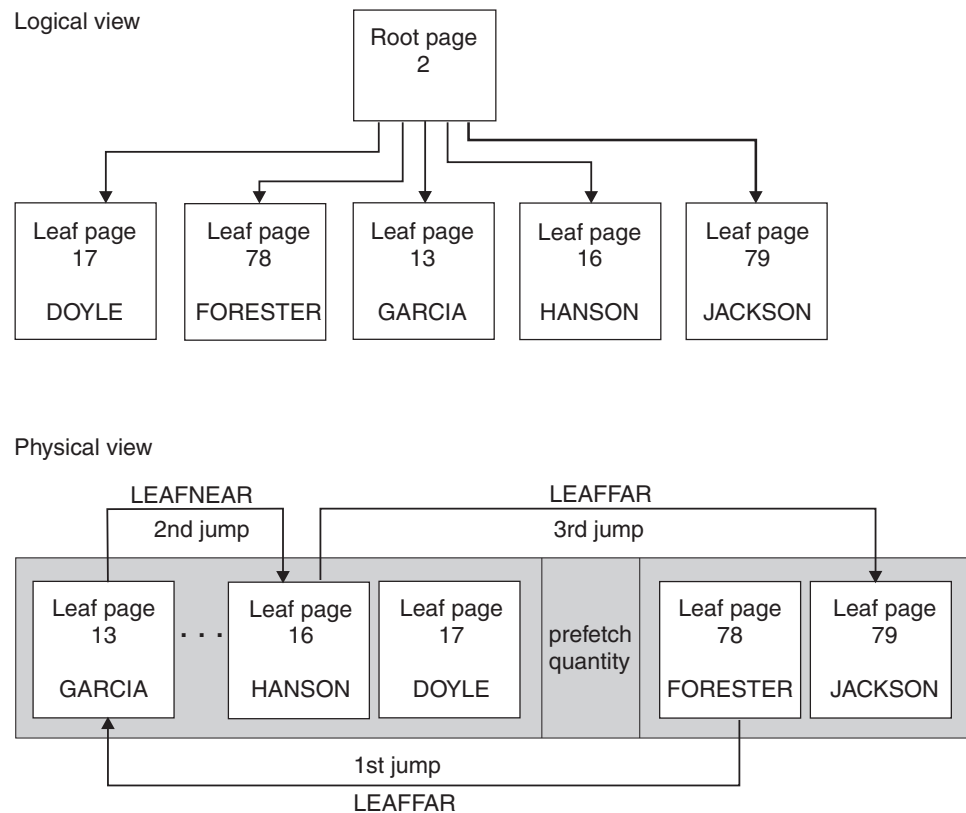 Logical view
Root page
2
Leaf page
17
DOYLE
Leaf page
78
FORESTER
Leaf page
13
GARCIA
Leaf page
16
HANSON
Leaf page
79
JACKSON
Physical view
LEAFNEAR
2nd jump
LEAFFAR
3rd jump
Leaf page
13
GARCIA
. . .
Leaf page
16
HANSON
Leaf page
17
DOYLE
prefetch
quantity
Leaf page
78
FORESTER
Leaf page
79
JACKSON
1st jump
LEAFFAR